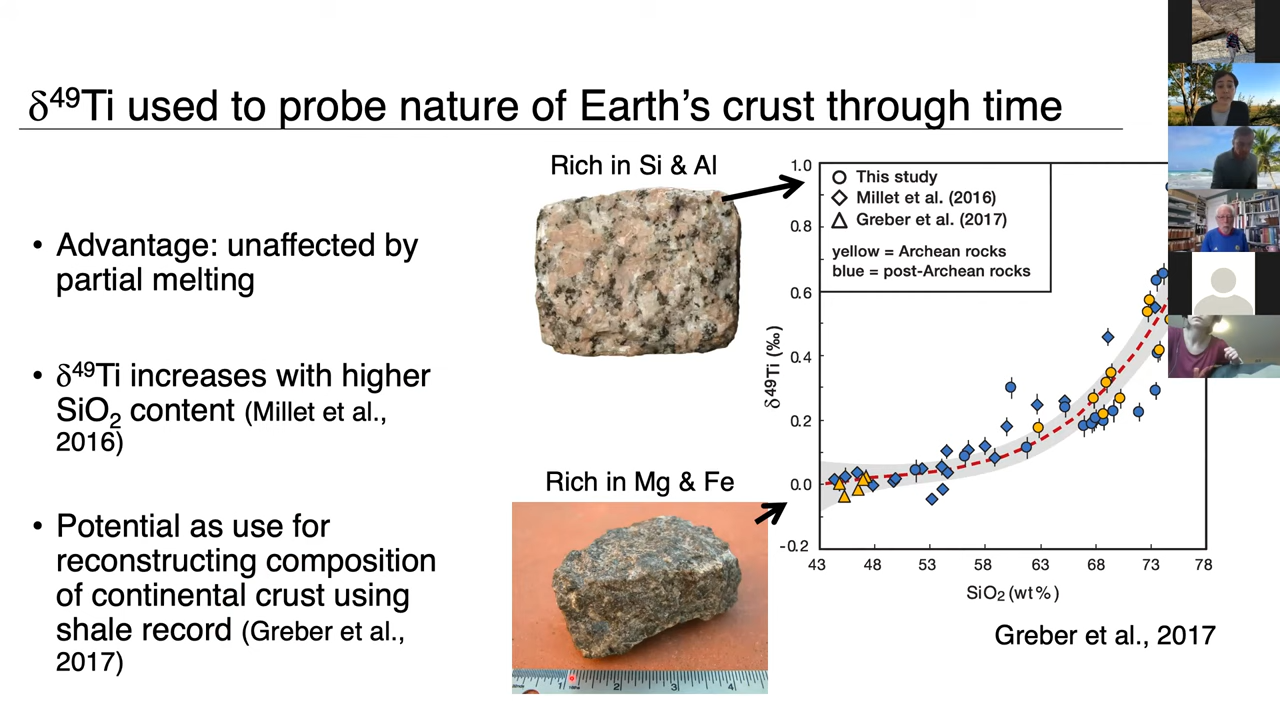 δ⁴⁹Ti used to probe nature of Earth's crust through time
• Advantage: unaffected by
partial melting
• δ⁴⁹Ti increases with higher
SiO₂ content (Millet et al.,
2016)
• Potential as use for
reconstructing composition
of continental crust using
shale record (Greber et al.,
2017)
Rich in Si & Al
Rich in Mg & Fe
1 2 3 4
This study
Millet et al. (2016)
Greber et al. (2017)
yellow = Archean rocks
blue = post-Archean rocks
δ⁴⁹Ti (‰)
1.0
0.8
0.6
0.4
0.2
0.0
-0.2
43 48 53 58 63 68 73 78
SiO₂ (wt%)
Greber et al., 2017